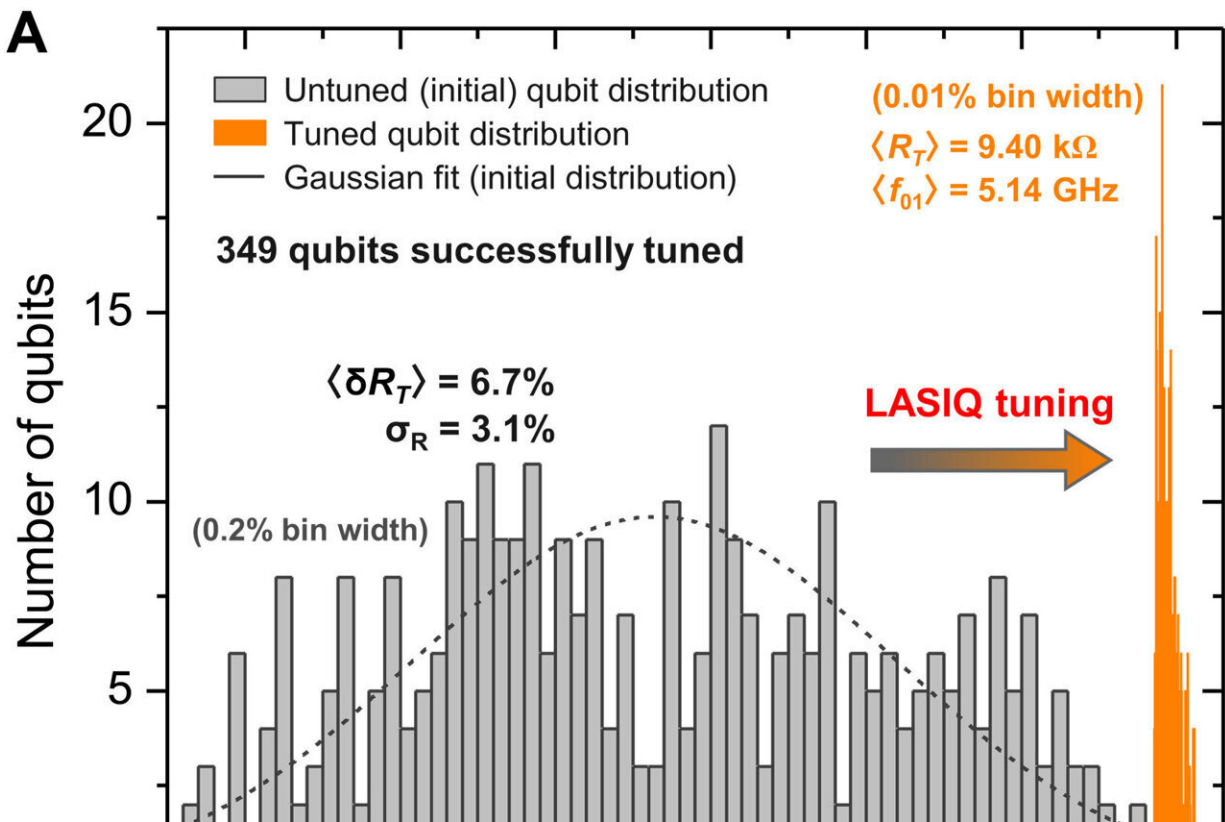 A
Untuned (initial) qubit distribution
Tuned qubit distribution
Gaussian fit (initial distribution)
349 qubits successfully tuned
(0.01% bin width)
⟨R_T⟩ = 9.40 kΩ
⟨f_01⟩ = 5.14 GHz
⟨δR_T⟩ = 6.7%
σ_R = 3.1%
LASIQ tuning
(0.2% bin width)
Number of qubits
20
15
10
5